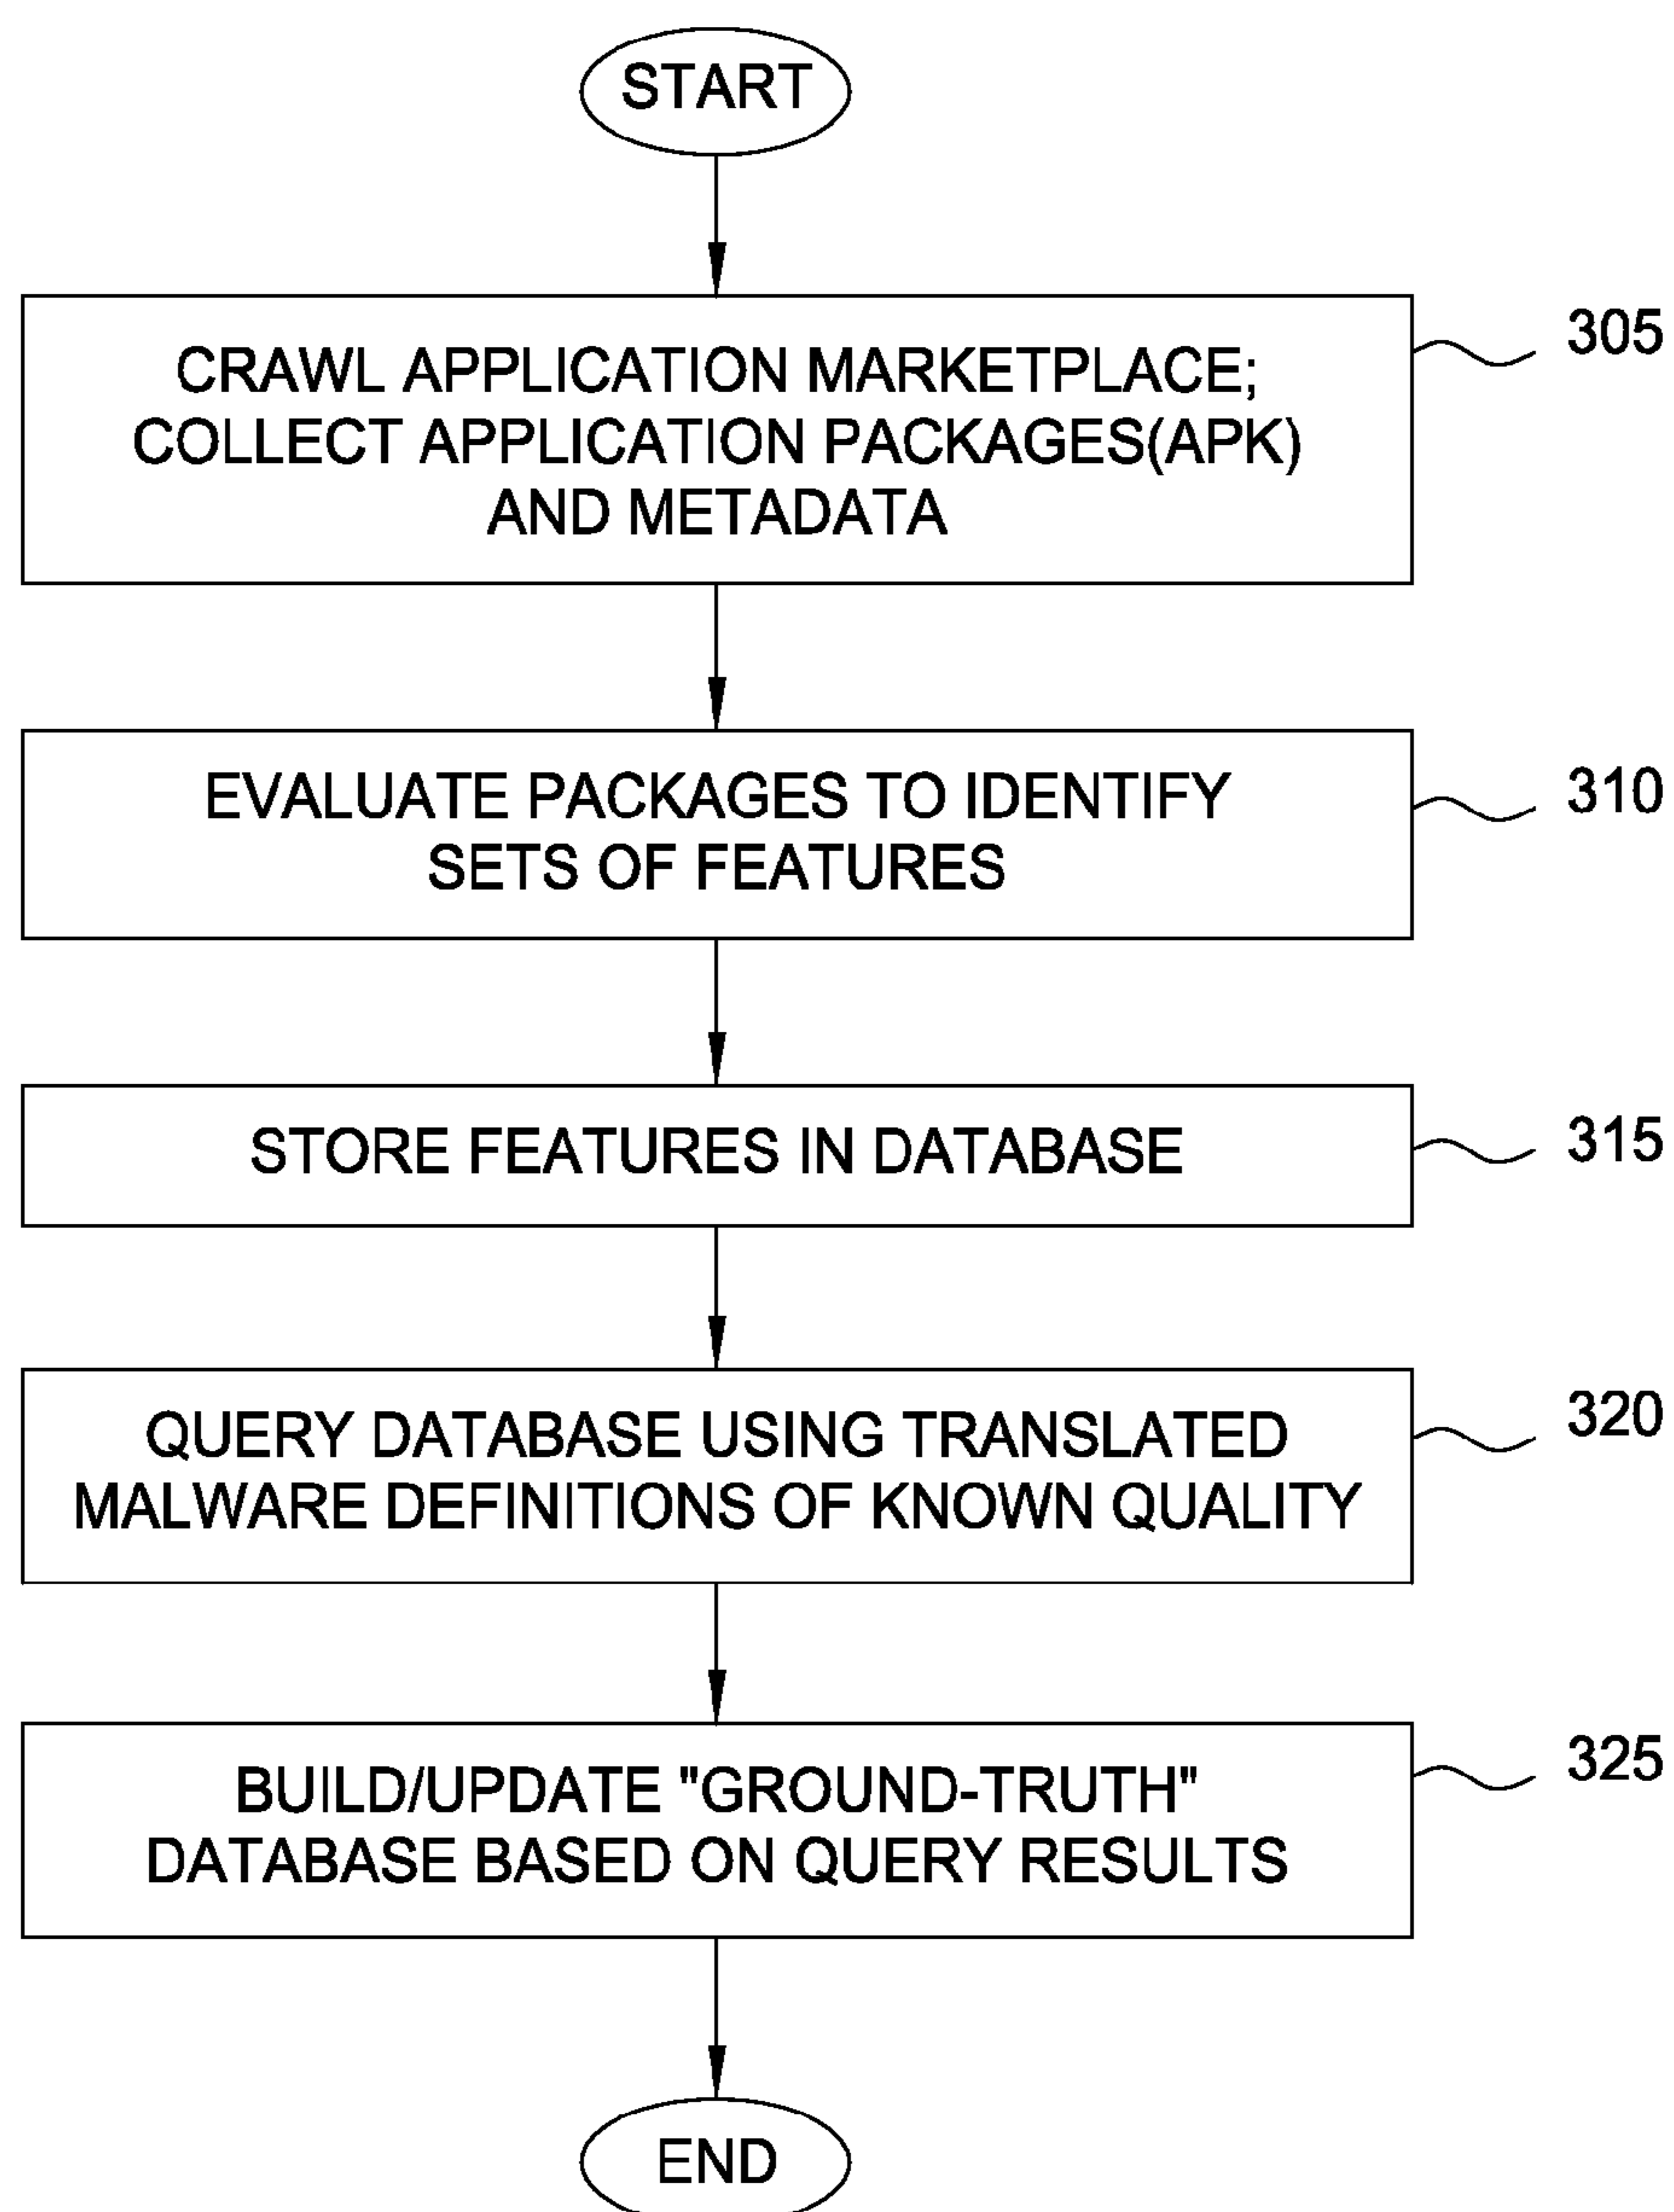 START
CRAWL APPLICATION MARKETPLACE;
COLLECT APPLICATION PACKAGES(APK)
AND METADATA
305
EVALUATE PACKAGES TO IDENTIFY
SETS OF FEATURES
310
STORE FEATURES IN DATABASE
315
QUERY DATABASE USING TRANSLATED
MALWARE DEFINITIONS OF KNOWN QUALITY
320
BUILD/UPDATE "GROUND-TRUTH"
DATABASE BASED ON QUERY RESULTS
325
END